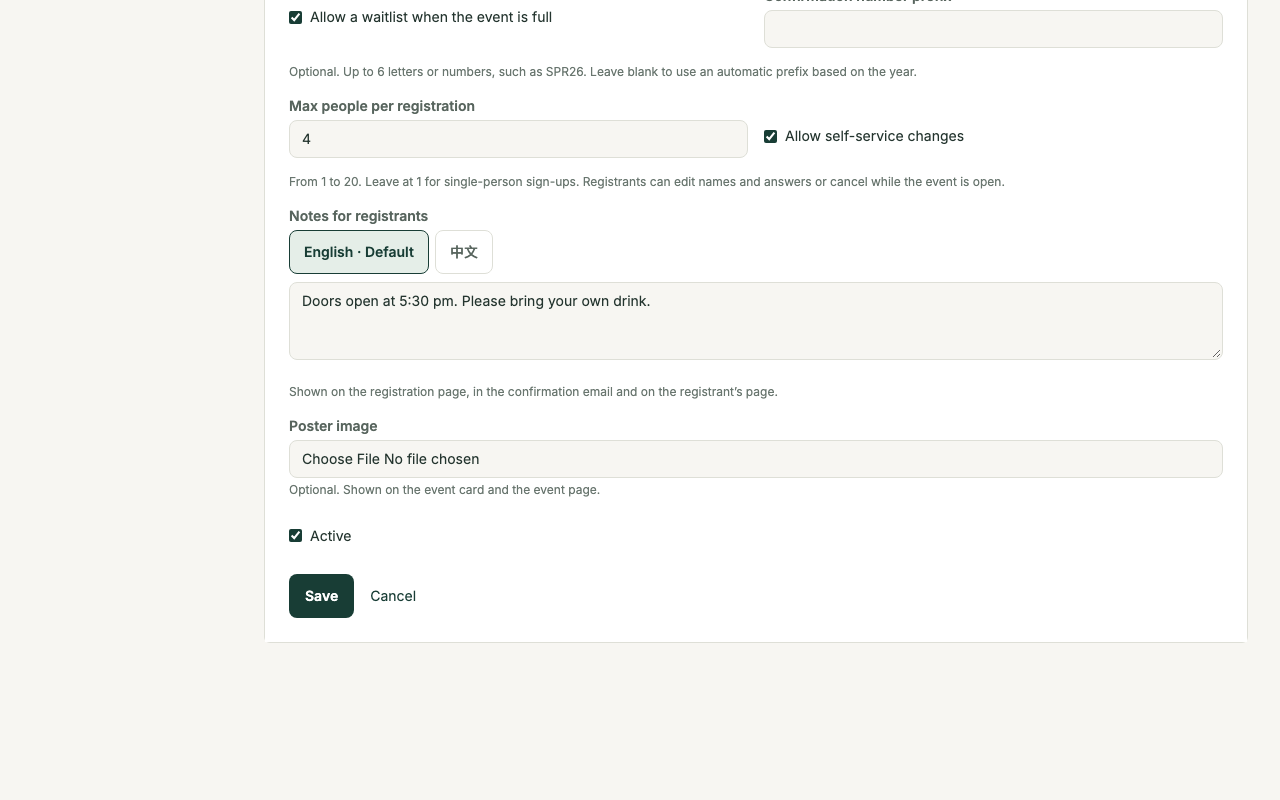 Allow a waitlist when the event is full
Optional. Up to 6 letters or numbers, such as SPR26. Leave blank to use an automatic prefix based on the year.
Max people per registration
4
Allow self-service changes
From 1 to 20. Leave at 1 for single-person sign-ups. Registrants can edit names and answers or cancel while the event is open.
Notes for registrants
English · Default
中文
Doors open at 5:30 pm. Please bring your own drink.
Shown on the registration page, in the confirmation email and on the registrant’s page.
Poster image
Choose File No file chosen
Optional. Shown on the event card and the event page.
Active
Save
Cancel